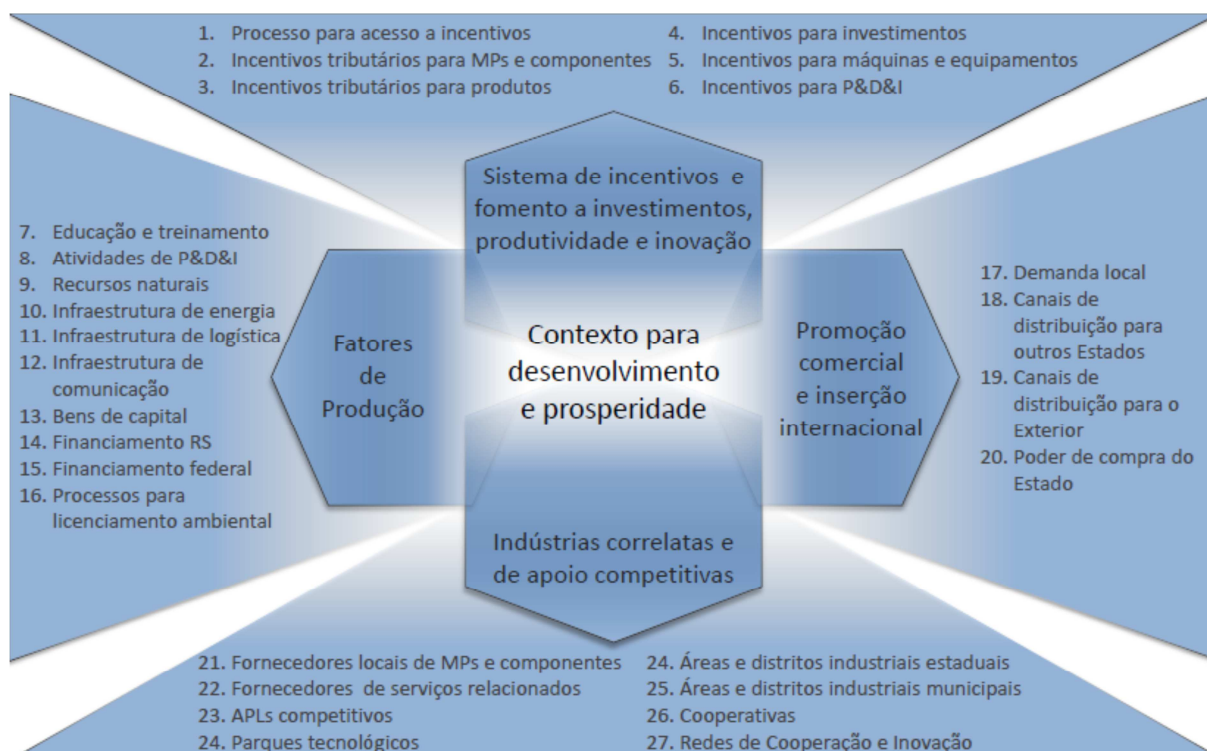 1. Processo para acesso a incentivos
2. Incentivos tributários para MPs e componentes
3. Incentivos tributários para produtos
4. Incentivos para investimentos
5. Incentivos para máquinas e equipamentos
6. Incentivos para P&D&I
Sistema de incentivos e
fomento a investimentos,
produtividade e inovação
7. Educação e treinamento
8. Atividades de P&D&I
9. Recursos naturais
10. Infraestrutura de energia
11. Infraestrutura de logística
12. Infraestrutura de
comunicação
13. Bens de capital
14. Financiamento RS
15. Financiamento federal
16. Processos para
licenciamento ambiental
Fatores
de
Produção
Contexto para
desenvolvimento
e prosperidade
Promoção
comercial
e inserção
internacional
17. Demanda local
18. Canais de
distribuição para
outros Estados
19. Canais de
distribuição para o
Exterior
20. Poder de compra do
Estado
Indústrias correlatas e
de apoio competitivas
21. Fornecedores locais de MPs e componentes
22. Fornecedores de serviços relacionados
23. APLs competitivos
24. Parques tecnológicos
24. Áreas e distritos industriais estaduais
25. Áreas e distritos industriais municipais
26. Cooperativas
27. Redes de Cooperação e Inovação